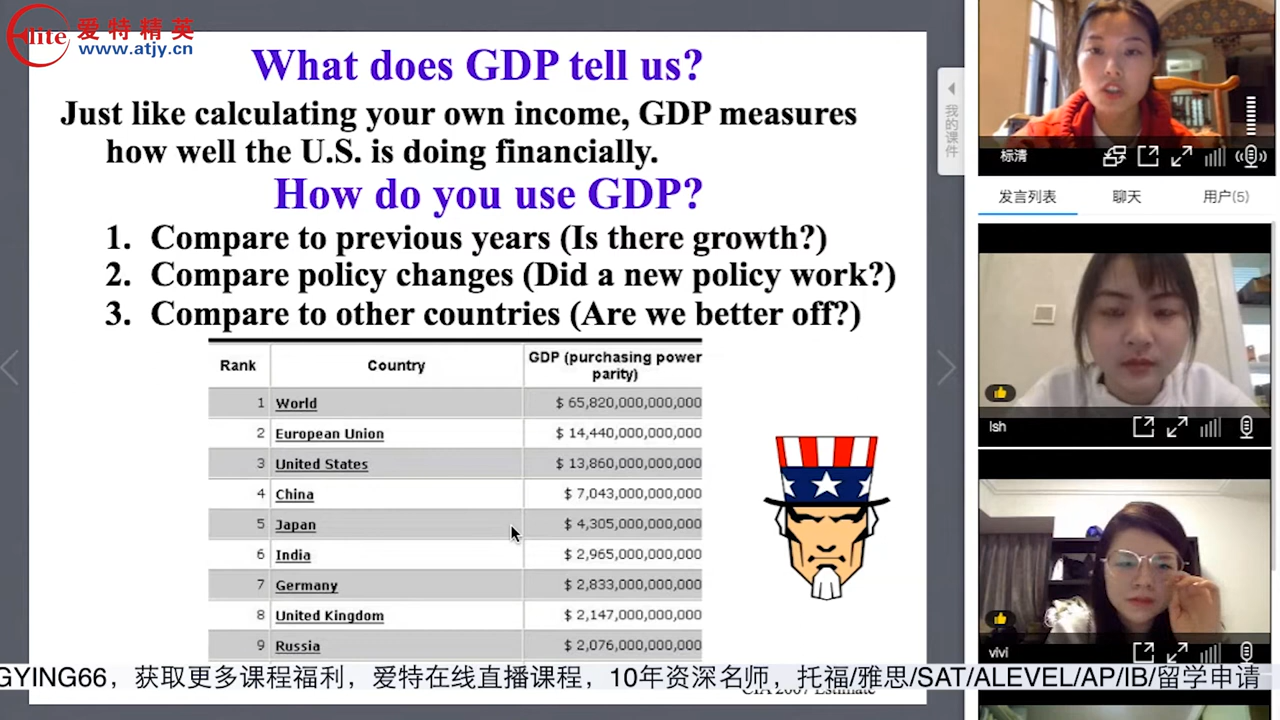 Elite 爱特精英
www.atjy.cn
What does GDP tell us?
Just like calculating your own income, GDP measures
how well the U.S. is doing financially.
How do you use GDP?
1. Compare to previous years (Is there growth?)
2. Compare policy changes (Did a new policy work?)
3. Compare to other countries (Are we better off?)
Rank Country GDP (purchasing power
parity)
1 World $ 65,820,000,000,000
2 European Union $ 14,440,000,000,000
3 United States $ 13,860,000,000,000
4 China $ 7,043,000,000,000
5 Japan $ 4,305,000,000,000
6 India $ 2,965,000,000,000
7 Germany $ 2,833,000,000,000
8 United Kingdom $ 2,147,000,000,000
9 Russia $ 2,076,000,000,000
GYING66，获取更多课程福利，爱特在线直播课程，10年资深名师，托福/雅思/SAT/ALEVEL/AP/IB/留学申请
CIA 2007 Estimate
我的课件
标清
发言列表 聊天 用户(5)
lsh
vivi